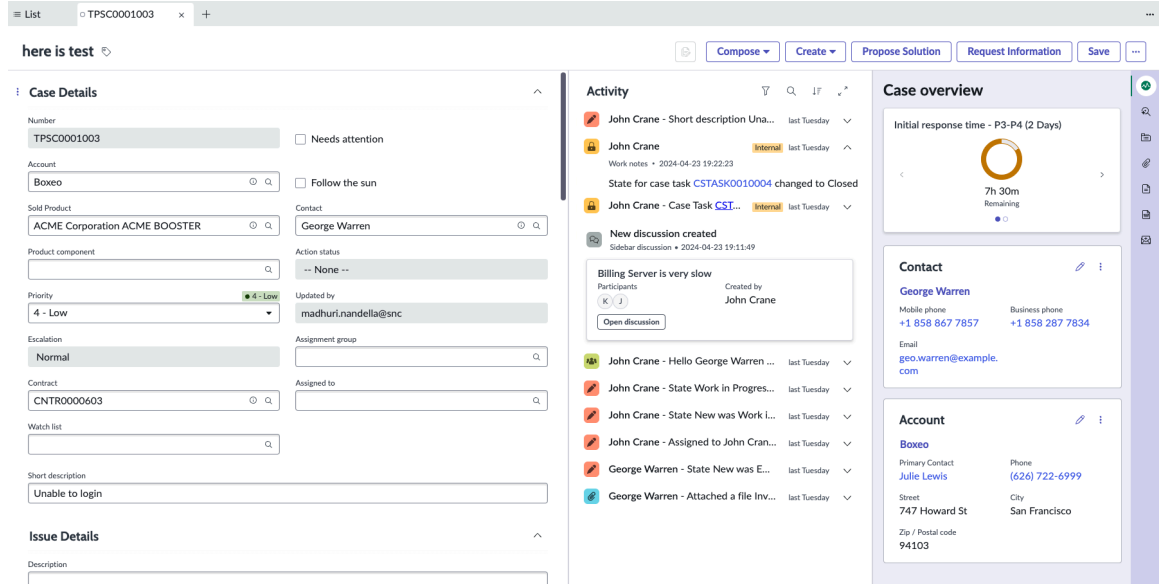 List
TPSC0001003
here is test
Compose
Create
Propose Solution
Request Information
Save
Case Details
Number
TPSC0001003
Needs attention
Account
Boxeo
Follow the sun
Sold Product
ACME Corporation ACME BOOSTER
Contact
George Warren
Product component
Action status
-- None --
Priority
4 - Low
4 - Low
Updated by
madhuri.nandella@snc
Escalation
Normal
Assignment group
Contract
CNTR0000603
Assigned to
Watch list
Short description
Unable to login
Issue Details
Description
Activity
John Crane - Short description Una... last Tuesday
John Crane Internal last Tuesday
Work notes • 2024-04-23 19:22:23
State for case task CSTASK0010004 changed to Closed
John Crane - Case Task CST... Internal last Tuesday
New discussion created
Sidebar discussion • 2024-04-23 19:11:49
Billing Server is very slow
Participants
K J
Created by
John Crane
Open discussion
John Crane - Hello George Warren ... last Tuesday
John Crane - State Work in Progres... last Tuesday
John Crane - State New was Work i... last Tuesday
John Crane - Assigned to John Cran... last Tuesday
George Warren - State New was E... last Tuesday
George Warren - Attached a file Inv... last Tuesday
Case overview
Initial response time - P3-P4 (2 Days)
7h 30m
Remaining
Contact
George Warren
Mobile phone
+1 858 867 7857
Business phone
+1 858 287 7834
Email
geo.warren@example.
com
Account
Boxeo
Primary Contact
Julie Lewis
Phone
(626) 722-6999
Street
747 Howard St
City
San Francisco
Zip / Postal code
94103